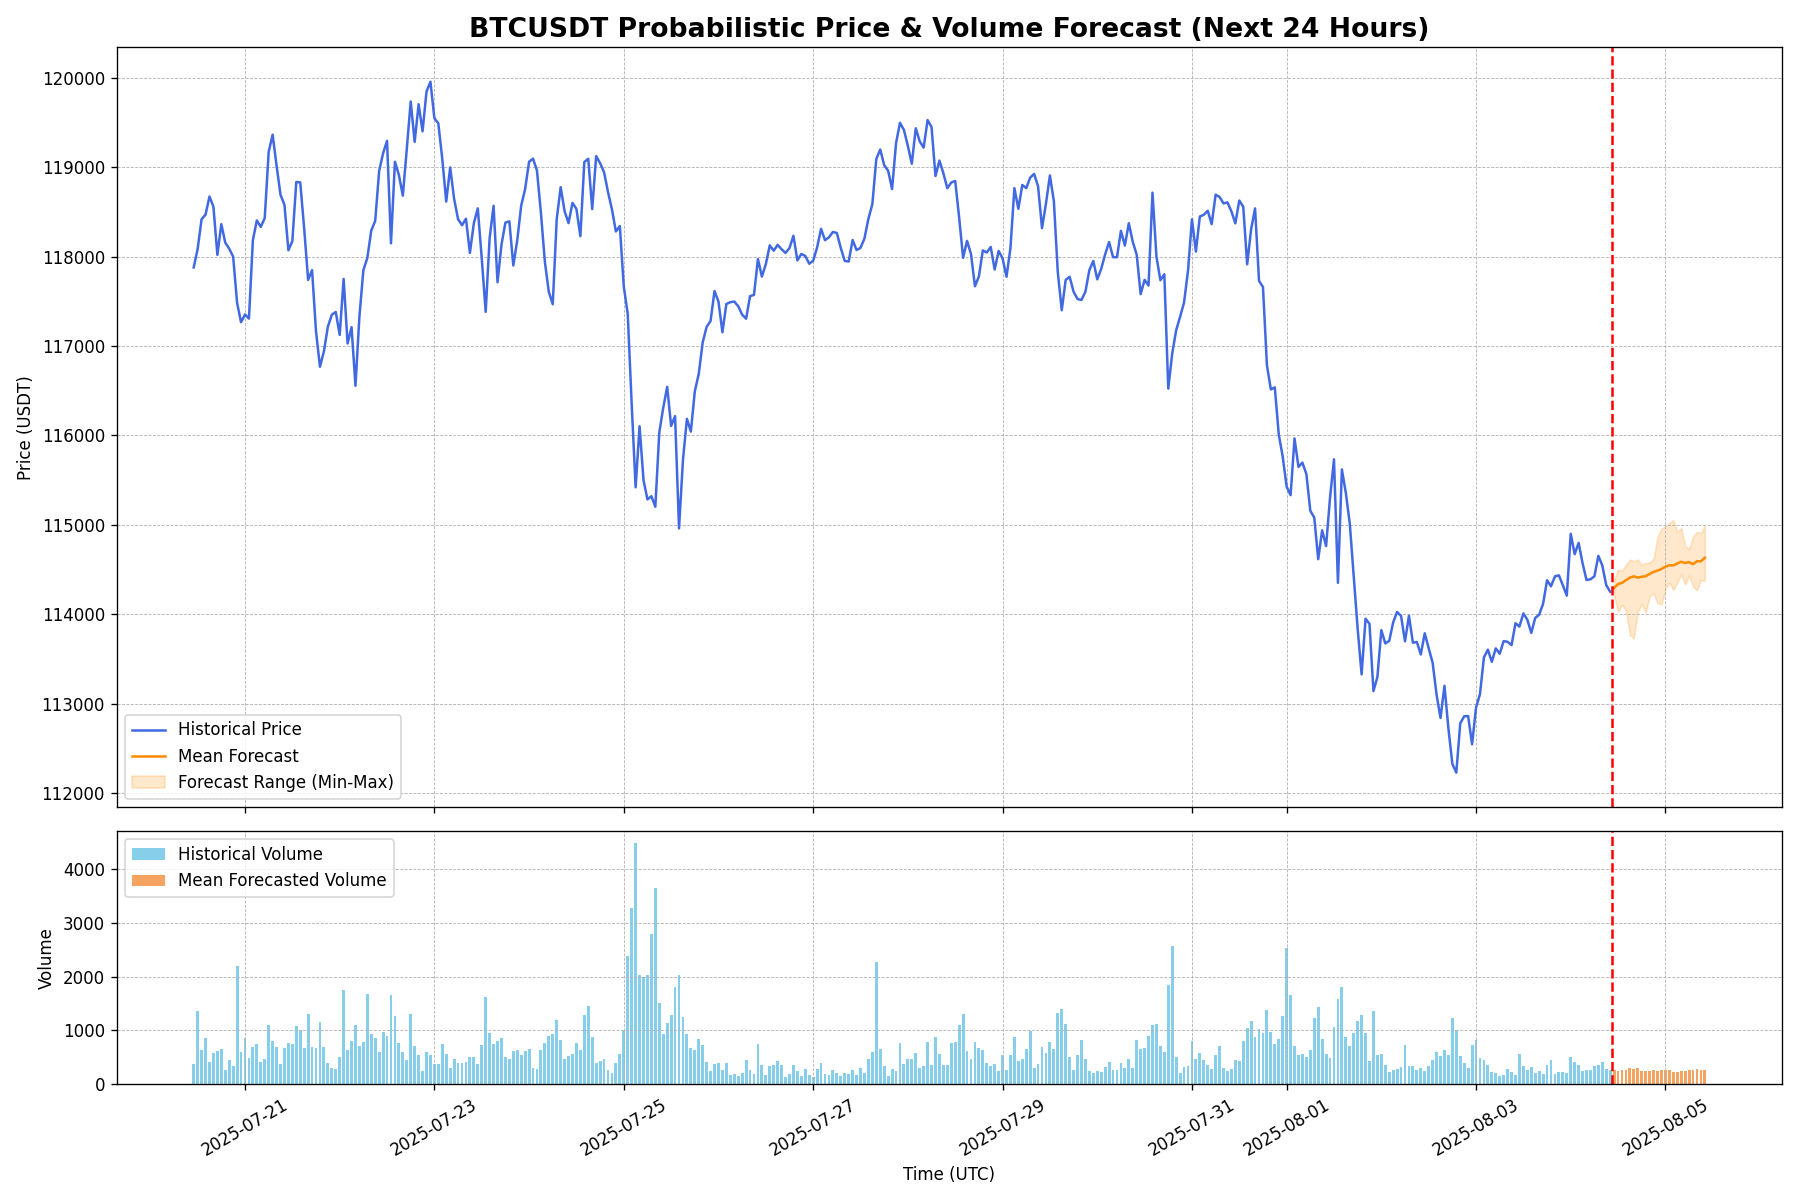 BTCUSDT Probabilistic Price & Volume Forecast (Next 24 Hours)
120000
119000
118000
117000
116000
115000
114000
113000
112000
Price (USDT)
Historical Price
Mean Forecast
Forecast Range (Min-Max)
Historical Volume
Mean Forecasted Volume
4000
3000
2000
1000
0
Volume
2025-07-21
2025-07-23
2025-07-25
2025-07-27
2025-07-29
2025-07-31
2025-08-01
2025-08-03
2025-08-05
Time (UTC)